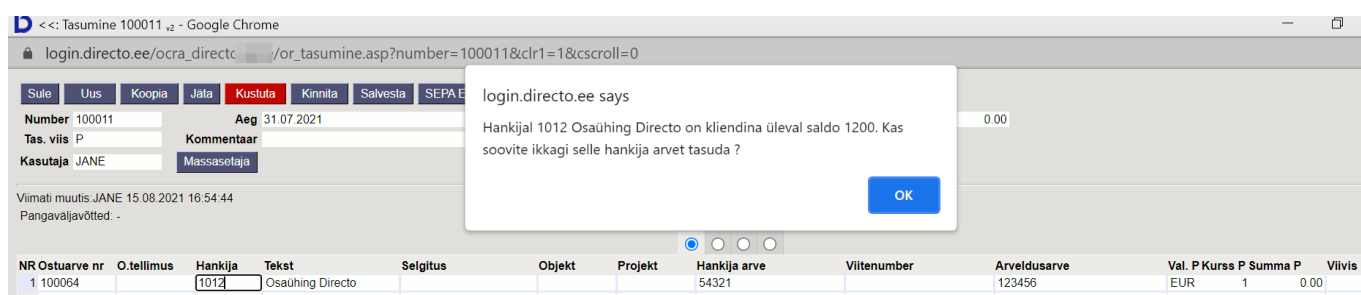 <<: Tasumine 100011 v2 - Google Chrome
login.directo.ee/ocra_directo /or_tasumine.asp?number=100011&clr1=1&cscroll=0
Sule Uus Koopia Jäta Kustuta Kinnita Salvesta SEPA E
login.directo.ee says
Hankijal 1012 Osaühing Directo on kliendina üleval saldo 1200. Kas
soovite ikkagi selle hankija arvet tasuda ?
OK
Number 100011 Aeg 31.07.2021 0.00
Tas. viis P Kommentaar
Kasutaja JANE Massasetaja
Viimati muutis:JANE 15.08.2021 16:54:44
Pangaväljavõtted: -
NR Ostuarve nr O.tellimus Hankija Tekst Selgitus Objekt Projekt Hankija arve Viitenumber Arveldusarve Val. P Kurss P Summa P Viivis
1 100064 1012 Osaühing Directo 54321 123456 EUR 1 0.00